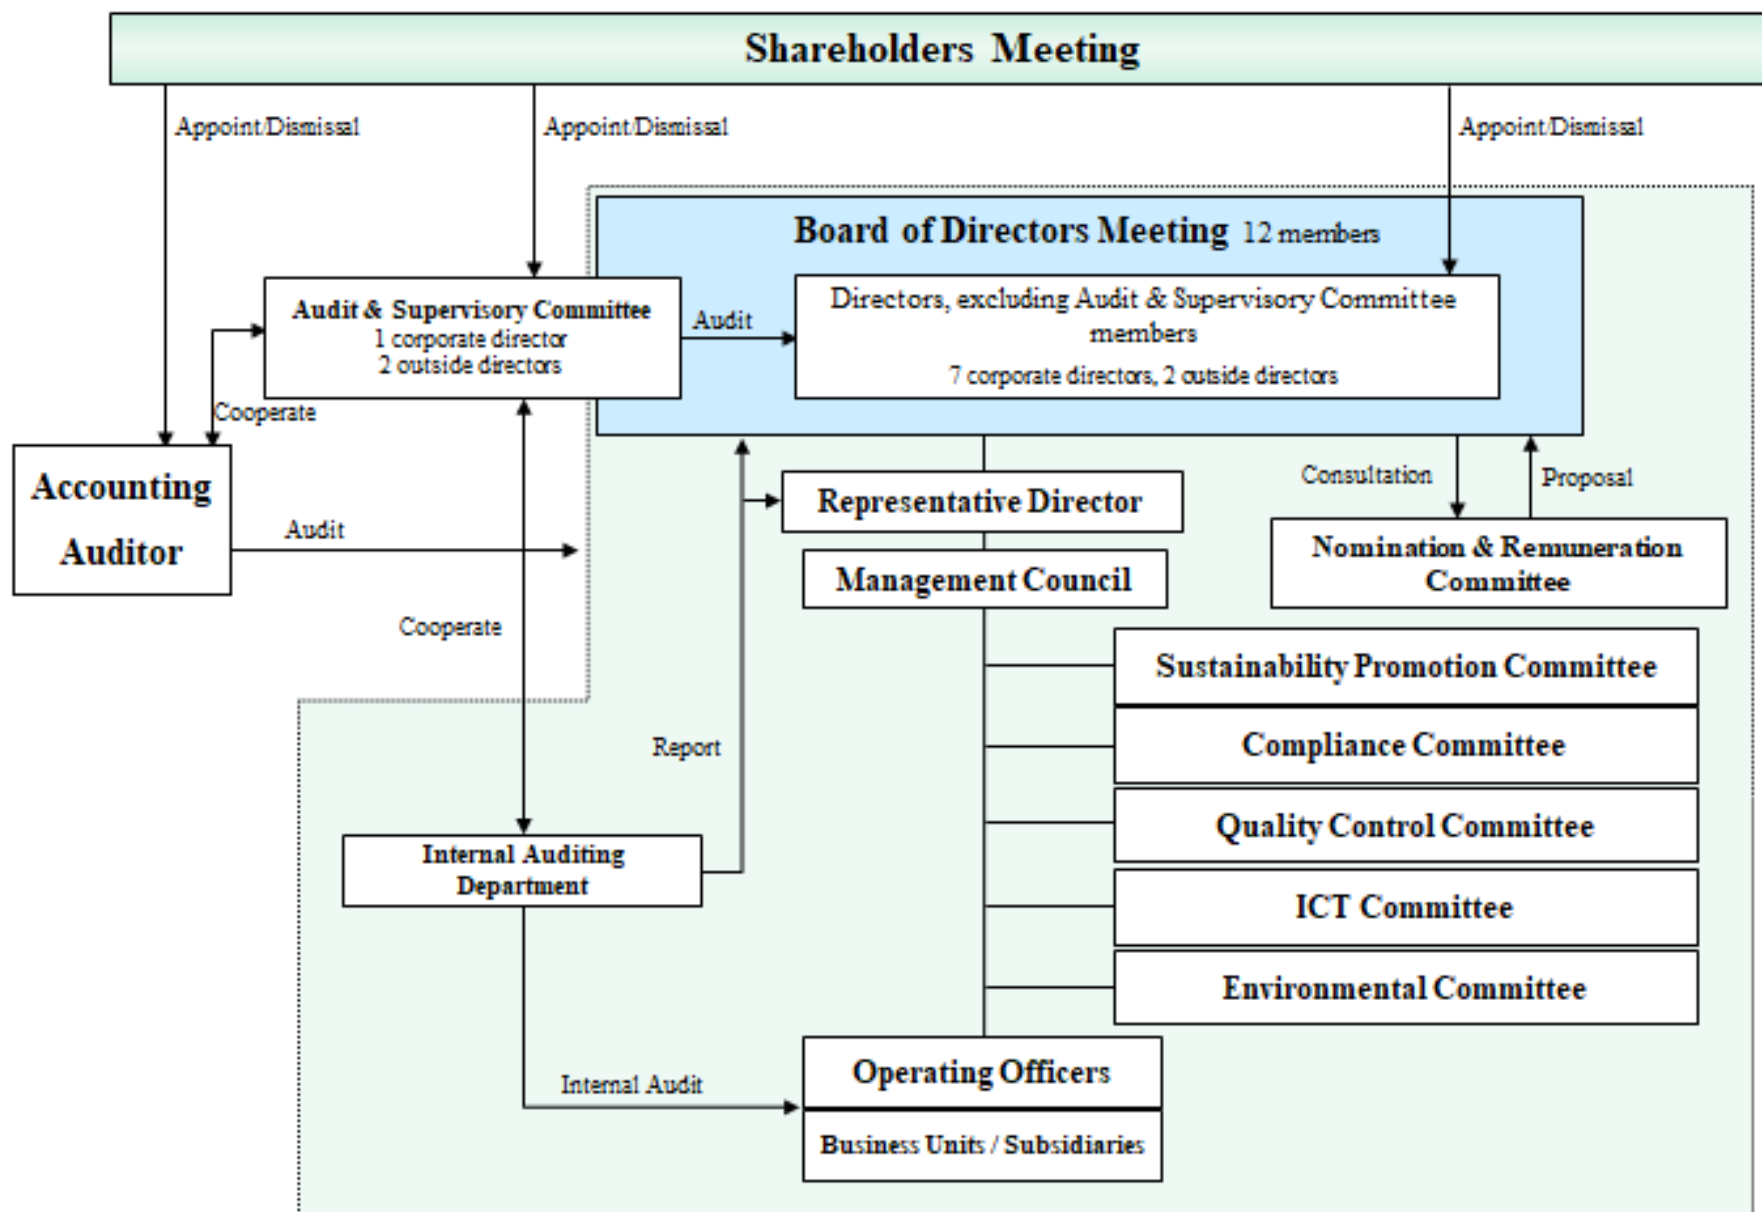 Shareholders Meeting
Appoint/Dismissal
Appoint/Dismissal
Appoint/Dismissal
Board of Directors Meeting 12 members
Audit & Supervisory Committee
1 corporate director
2 outside directors
Audit
Directors, excluding Audit & Supervisory Committee
members
7 corporate directors, 2 outside directors
Cooperate
Accounting
Auditor
Audit
Representative Director
Consultation
Proposal
Management Council
Nomination & Remuneration
Committee
Cooperate
Sustainability Promotion Committee
Report
Compliance Committee
Quality Control Committee
Internal Auditing
Department
ICT Committee
Environmental Committee
Internal Audit
Operating Officers
Business Units / Subsidiaries